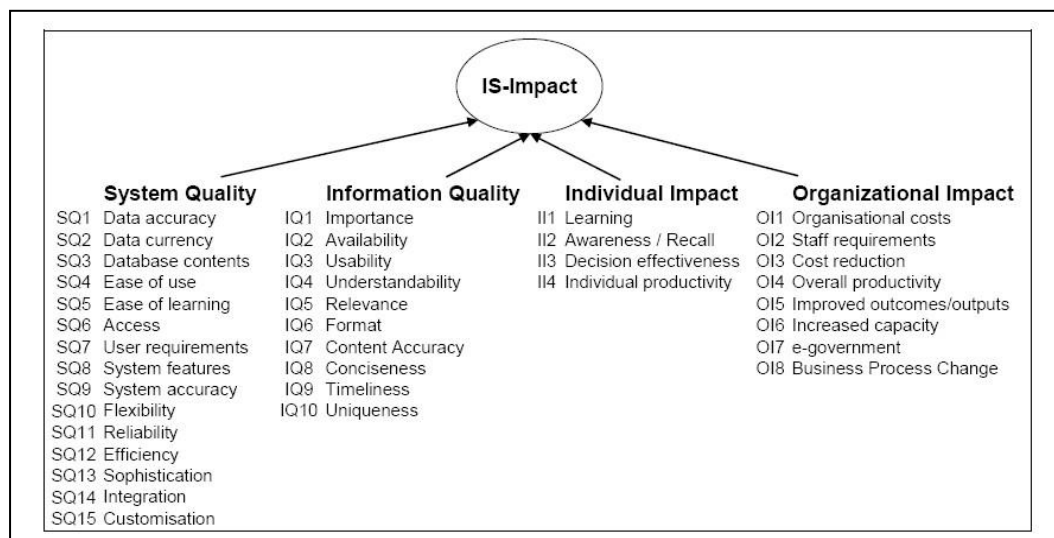 IS-Impact
System Quality
SQ1 Data accuracy
SQ2 Data currency
SQ3 Database contents
SQ4 Ease of use
SQ5 Ease of learning
SQ6 Access
SQ7 User requirements
SQ8 System features
SQ9 System accuracy
SQ10 Flexibility
SQ11 Reliability
SQ12 Efficiency
SQ13 Sophistication
SQ14 Integration
SQ15 Customisation
Information Quality
IQ1 Importance
IQ2 Availability
IQ3 Usability
IQ4 Understandability
IQ5 Relevance
IQ6 Format
IQ7 Content Accuracy
IQ8 Conciseness
IQ9 Timeliness
IQ10 Uniqueness
Individual Impact
II1 Learning
II2 Awareness / Recall
II3 Decision effectiveness
II4 Individual productivity
Organizational Impact
OI1 Organisational costs
OI2 Staff requirements
OI3 Cost reduction
OI4 Overall productivity
OI5 Improved outcomes/outputs
OI6 Increased capacity
OI7 e-government
OI8 Business Process Change